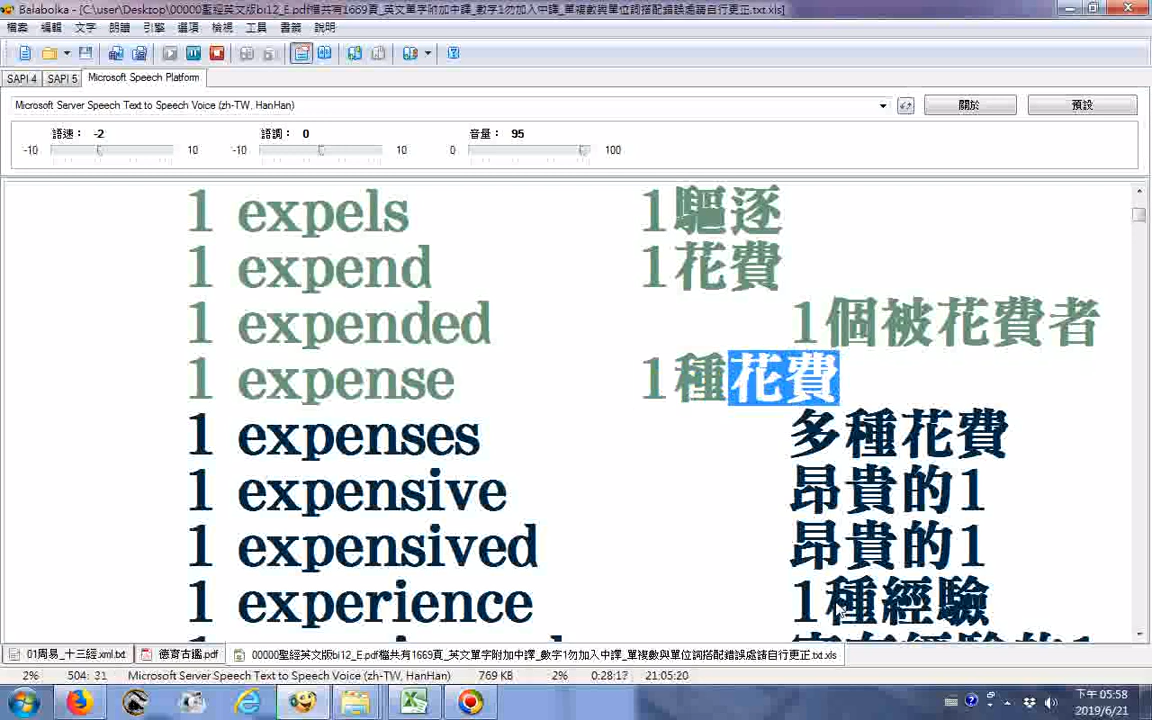 Balabolka - [C:\user\Desktop\00000聖經英文版bi12_E.pdf檔共有1669頁_英文單字附加中譯_數字1勿加入中譯_單複數與單位詞搭配錯誤處請自行更正.txt.xls]
檔案 編輯 文字 朗讀 引擎 選項 檢視 工具 書籤 說明
SAPI 4 SAPI 5 Microsoft Speech Platform
Microsoft Server Speech Text to Speech Voice (zh-TW, HanHan) 關於 預設
語速： -2 語調： 0 音量： 95
-10 10 -10 10 0 100
1 expels 1驅逐
1 expend 1花費
1 expended 1個被花費者
1 expense 1種花費
1 expenses 多種花費
1 expensive 昂貴的1
1 expensived 昂貴的1
1 experience 1種經驗
01周易_十三經.xml.txt 德育古鑑.pdf 00000聖經英文版bi12_E.pdf檔共有1669頁_英文單字附加中譯_數字1勿加入中譯_單複數與單位詞搭配錯誤處請自行更正.txt.xls
2% 504: 31 Microsoft Server Speech Text to Speech Voice (zh-TW, HanHan) 769 KB 2% 0:28:13 21:05:20
下午 05:58
2019/6/21